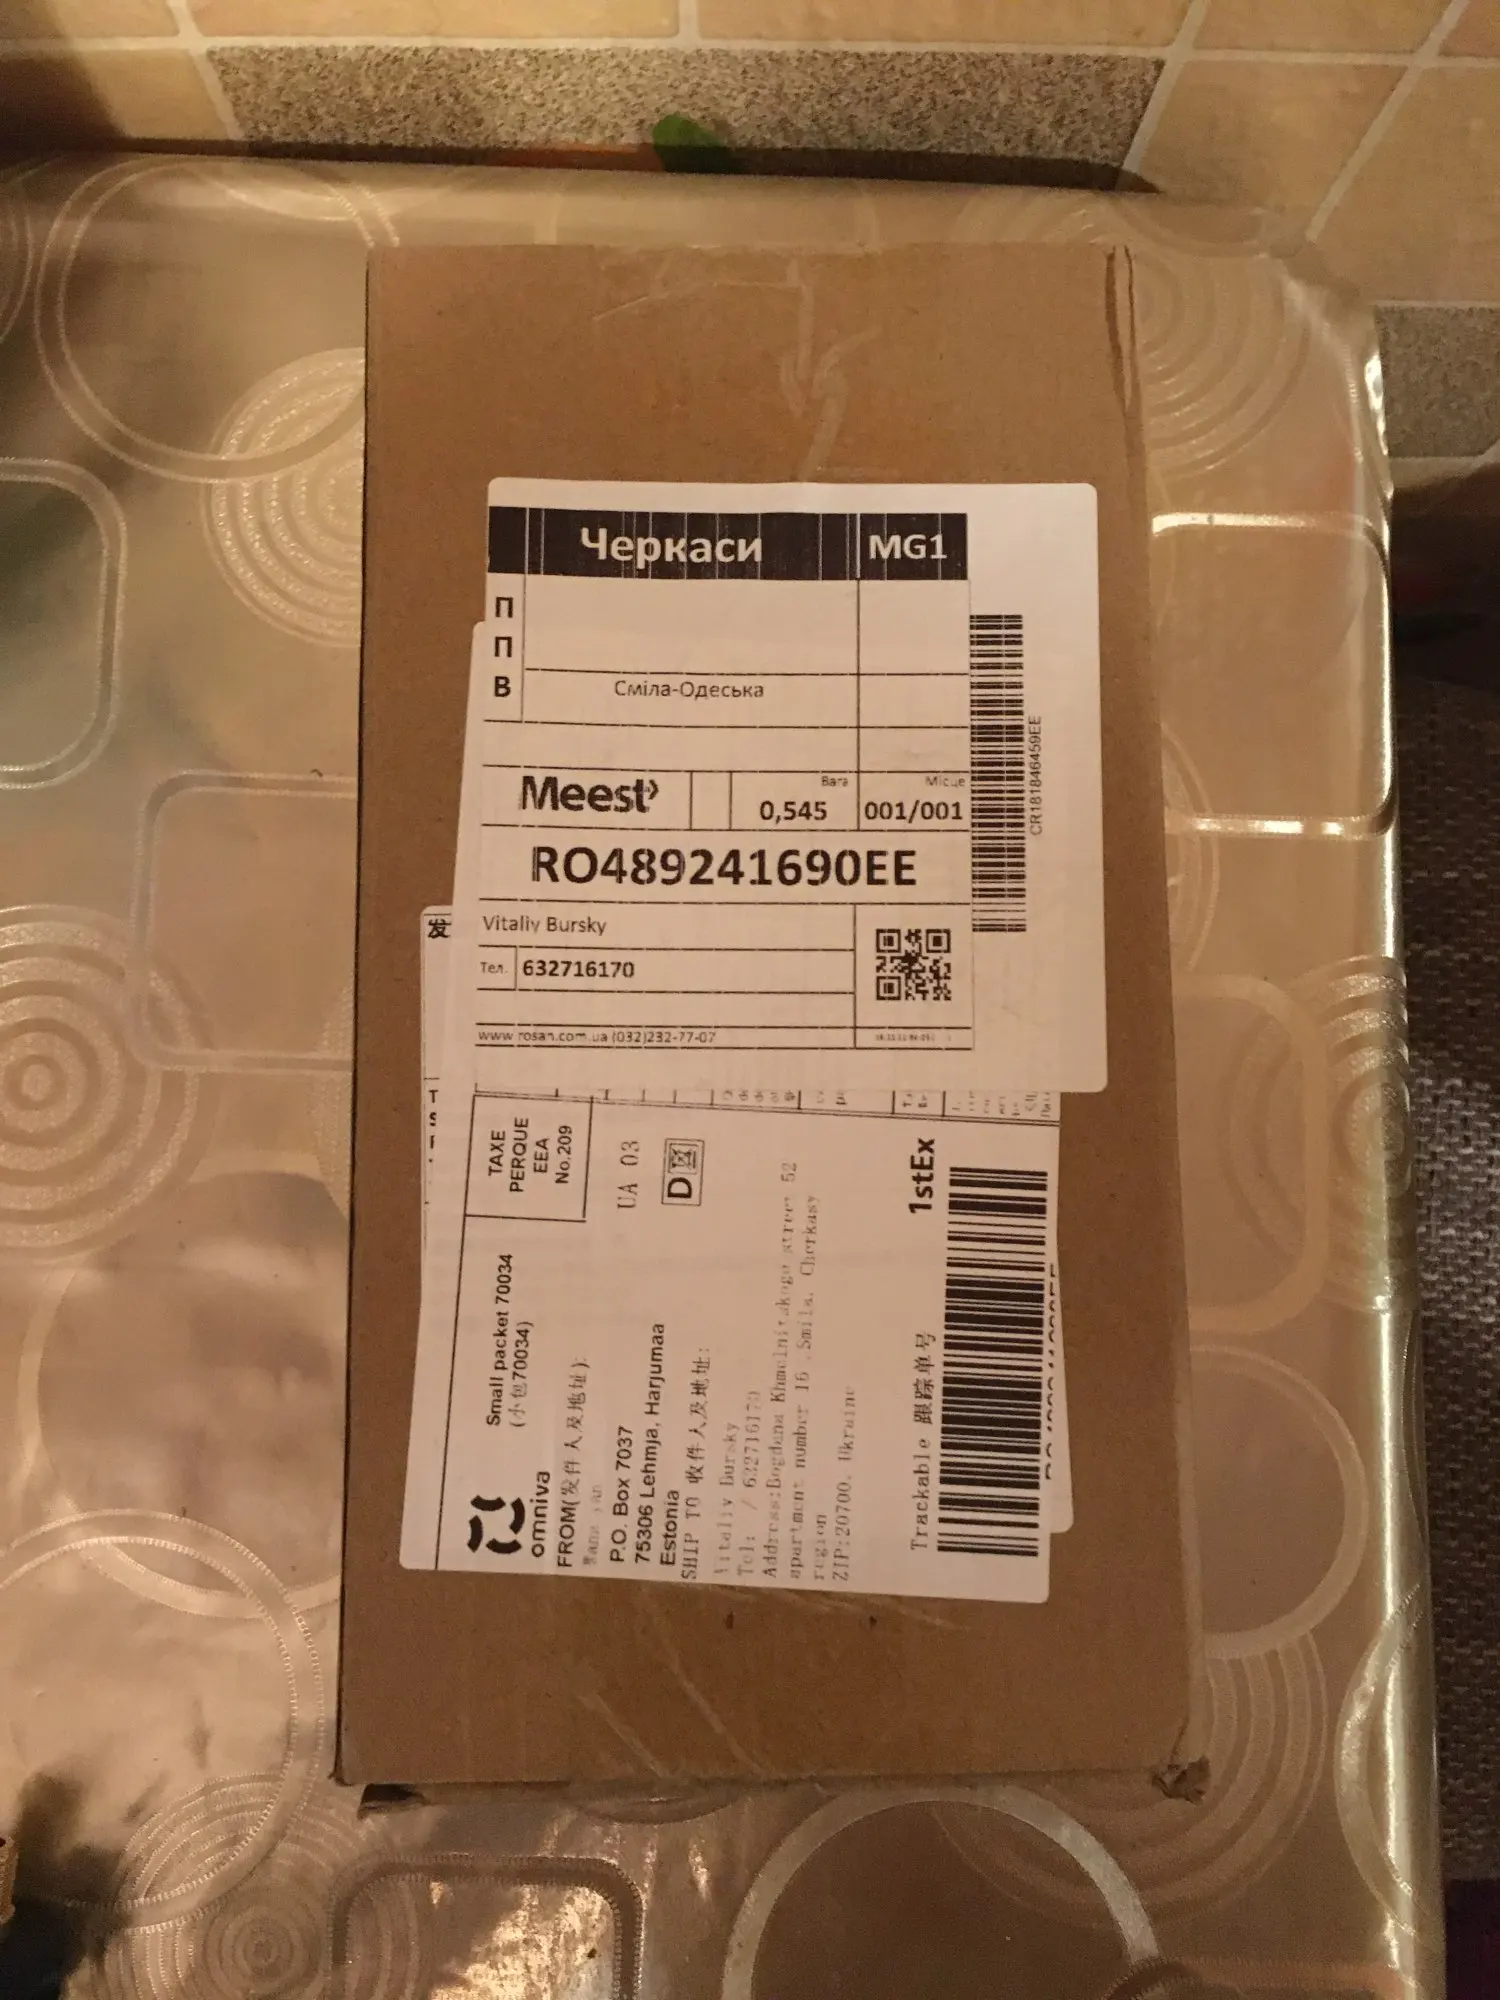 Черкаси MG1
П
П
В Сміла-Одеська
Meest
Вага
0,545
Місце
001/001
RO489241690EE
Vitaliy Bursky
Тел. 632716170
www.rosan.com.ua (032)232-77-07
CR181846459EE
发
TAXE
PERQUE
EEA
No.209
UA 03
D
1stEx
Small packet 70034
(小包70034)
omniva
FROM(发件人及地址):
P.O. Box 7037
75306 Lehmja, Harjumaa
Estonia
SHIP TO 收件人及地址:
Vitaliy Bursky
Tel: / 632716170
Address:Bogdana Khmelnitskogo street 52
apartment number 16 . Smila. Cherkasy
region
ZIP:20700. Ukraine
Trackable 跟踪单号